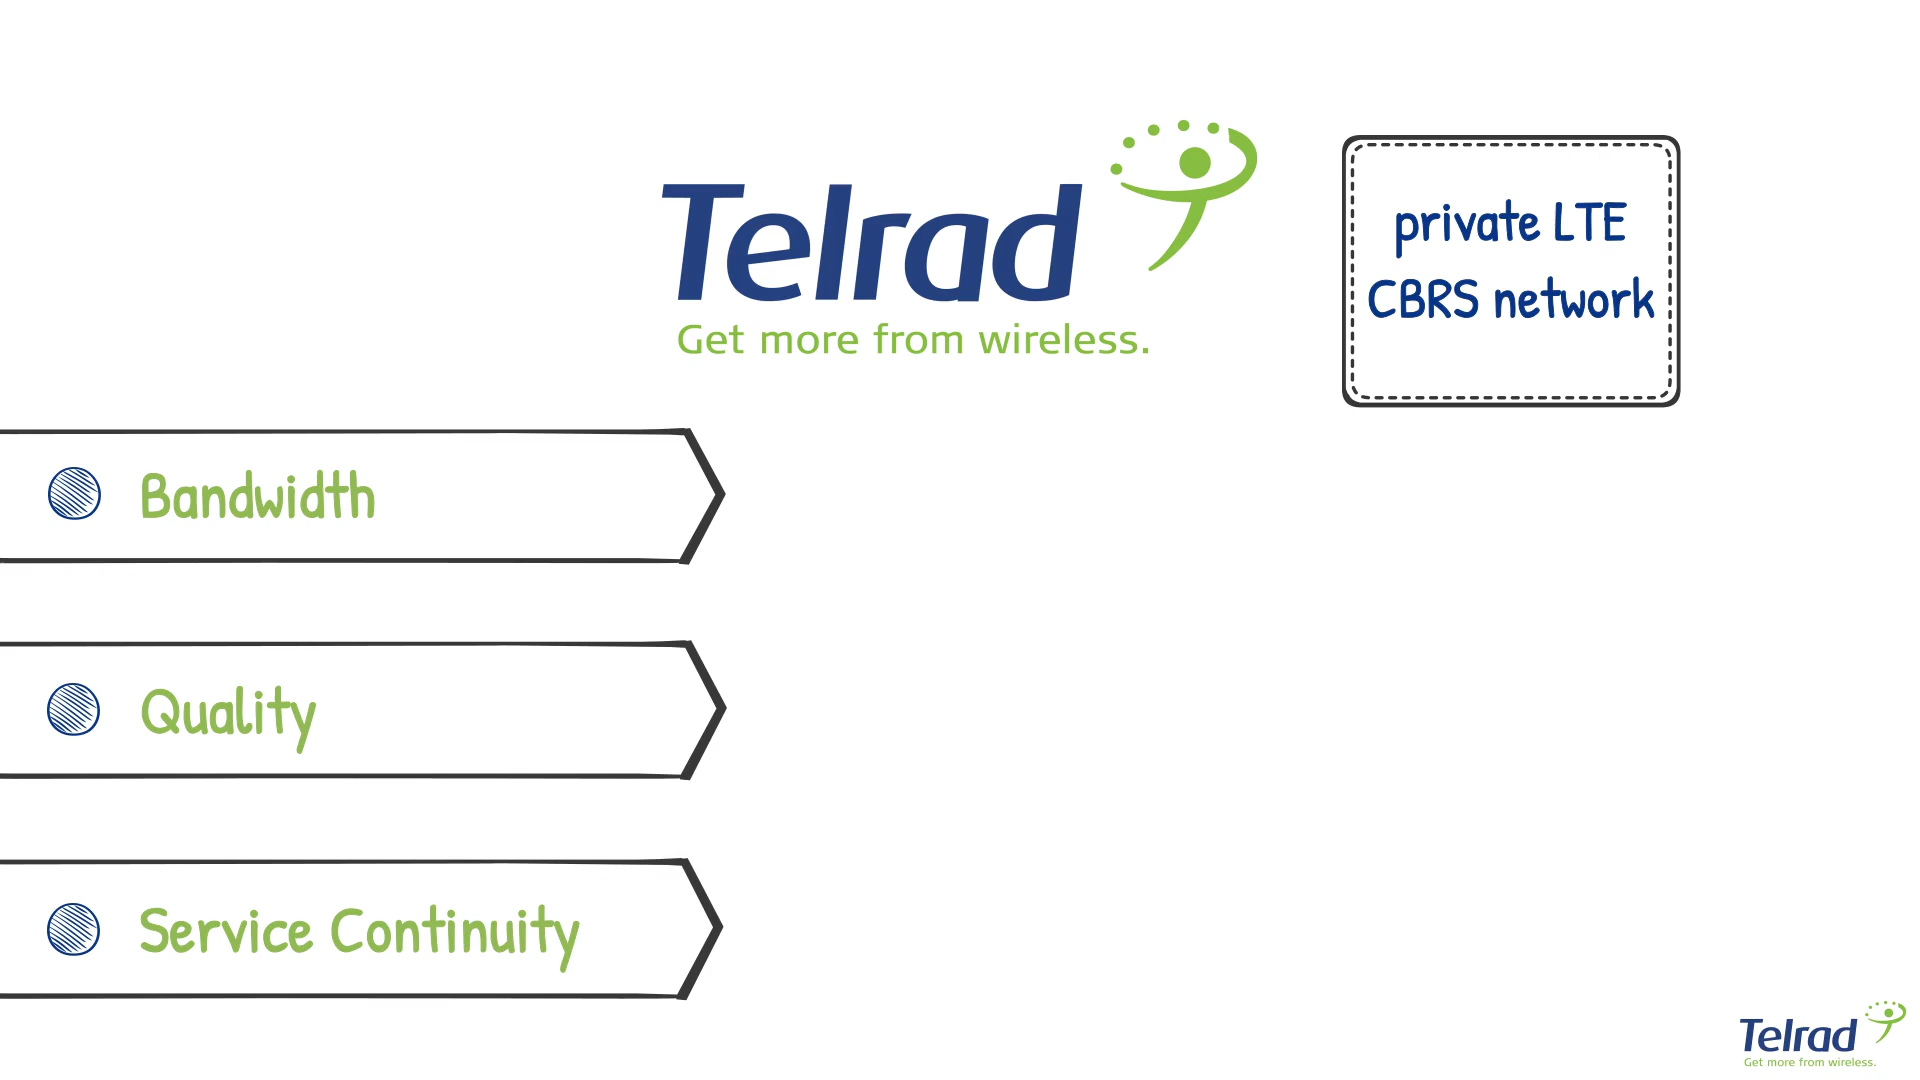 Telrad
Get more from wireless.
private LTE
CBRS network
Bandwidth
Quality
Service Continuity
Telrad
Get more from wireless.